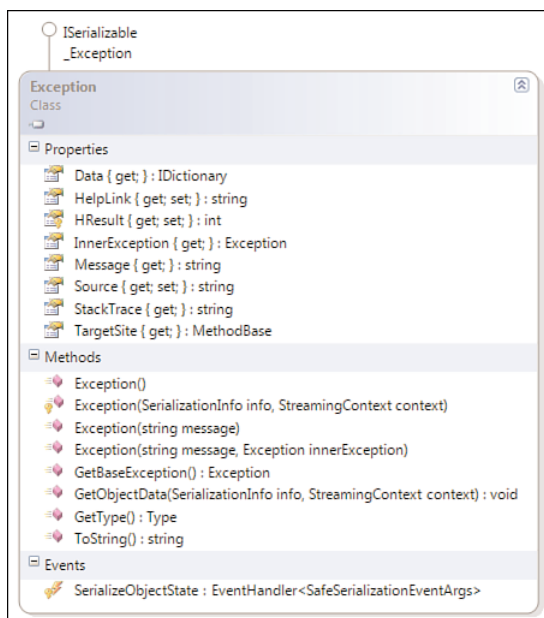 ISerializable
_Exception
Exception
Class
Properties
Data { get; } : IDictionary
HelpLink { get; set; } : string
HResult { get; set; } : int
InnerException { get; } : Exception
Message { get; } : string
Source { get; set; } : string
StackTrace { get; } : string
TargetSite { get; } : MethodBase
Methods
Exception()
Exception(SerializationInfo info, StreamingContext context)
Exception(string message)
Exception(string message, Exception innerException)
GetBaseException() : Exception
GetObjectData(SerializationInfo info, StreamingContext context) : void
GetType() : Type
ToString() : string
Events
SerializeObjectState : EventHandler<SafeSerializationEventArgs>